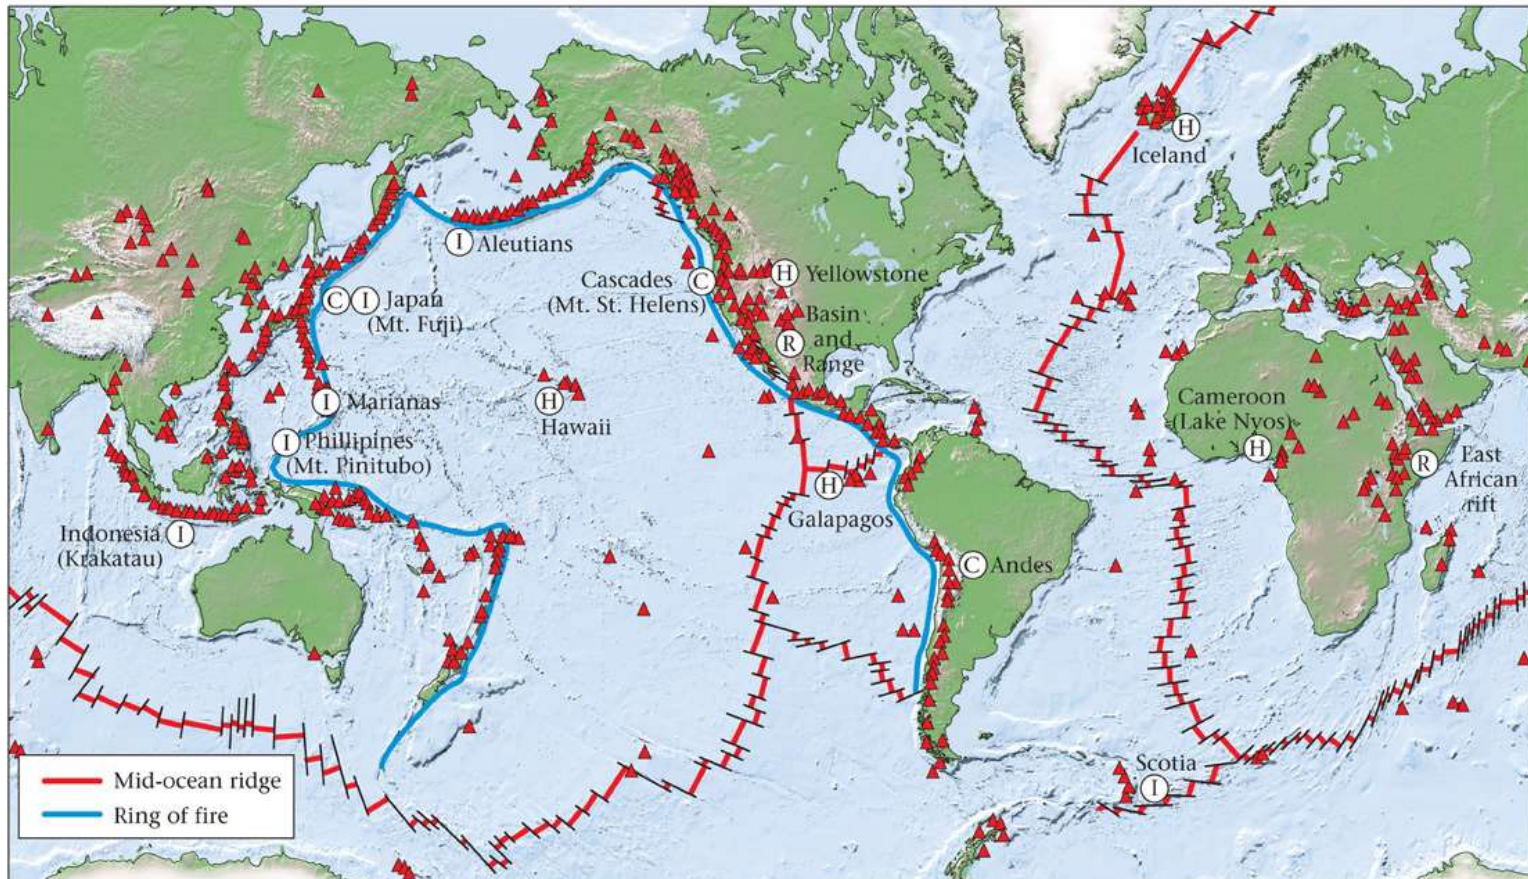 H
Iceland
I Aleutians
Cascades C
(Mt. St. Helens)
H Yellowstone
C I Japan
(Mt. Fuji)
Basin
and
R
Range
I Marianas
H
Hawaii
Cameroon
(Lake Nyos)
H
I Phillipines
(Mt. Pinitubo)
R East
African
rift
H
Galapagos
Indonesia I
(Krakatau)
C Andes
Scotia
I
Mid-ocean ridge
Ring of fire